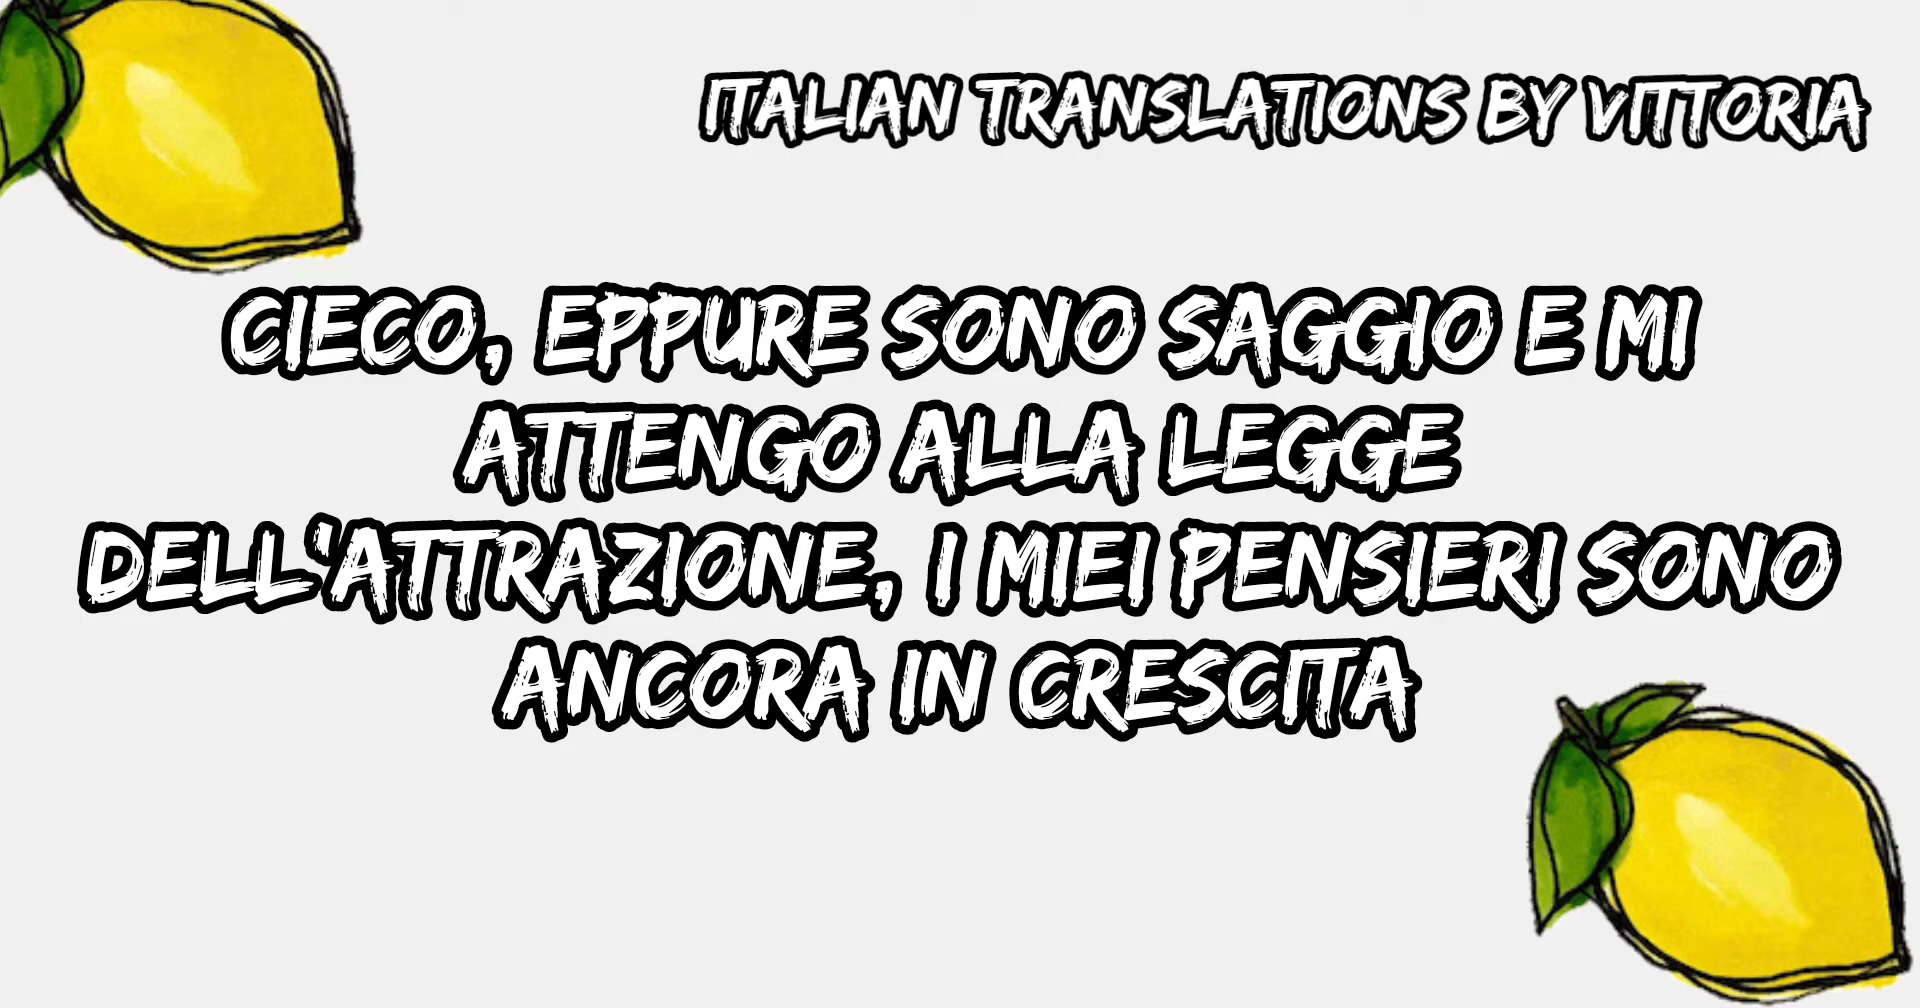 ITALIAN TRANSLATIONS BY VITTORIA
CIECO, EPPURE SONO SAGGIO E MI
ATTENGO ALLA LEGGE
DELL'ATTRAZIONE, I MIEI PENSIERI SONO
ANCORA IN CRESCITA